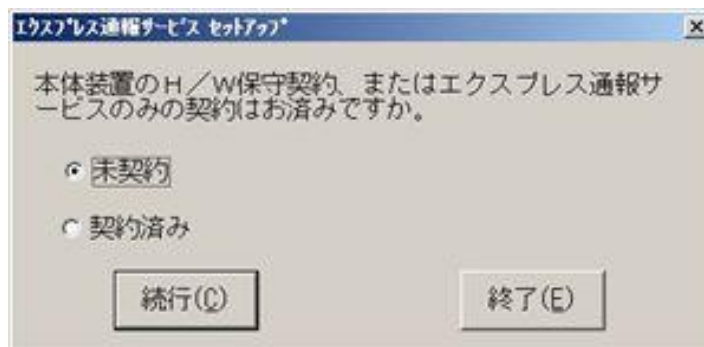 ｴｸｽﾌﾟﾚｽ通報ｻｰﾋﾞｽ ｾｯﾄｱｯﾌﾟ
本体装置のＨ／Ｗ保守契約、またはエクスプレス通報サ
ービスのみの契約はお済みですか。
未契約
契約済み
続行(C)
終了(E)